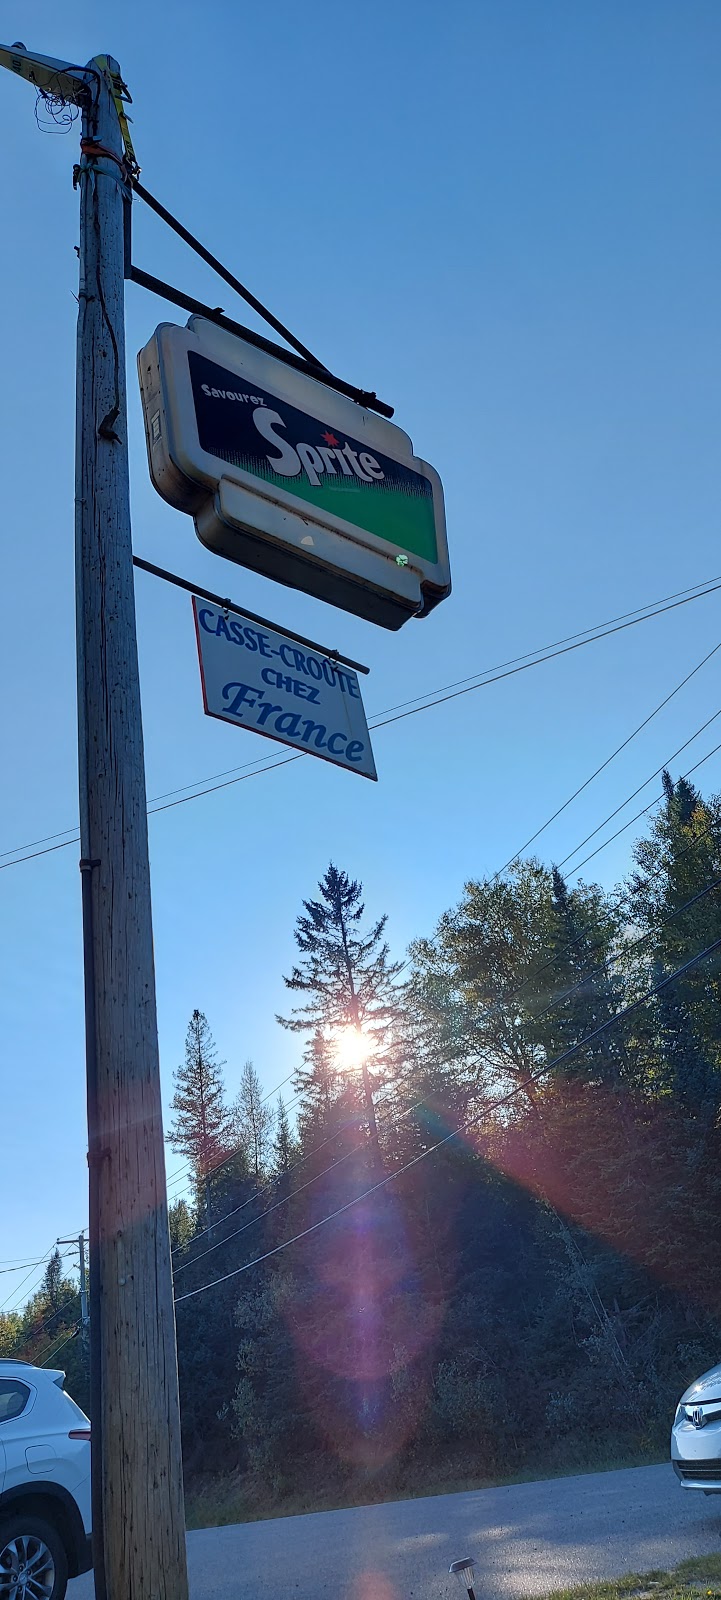 Savourez
Sprite
CASSE-CROÛTE
CHEZ
France